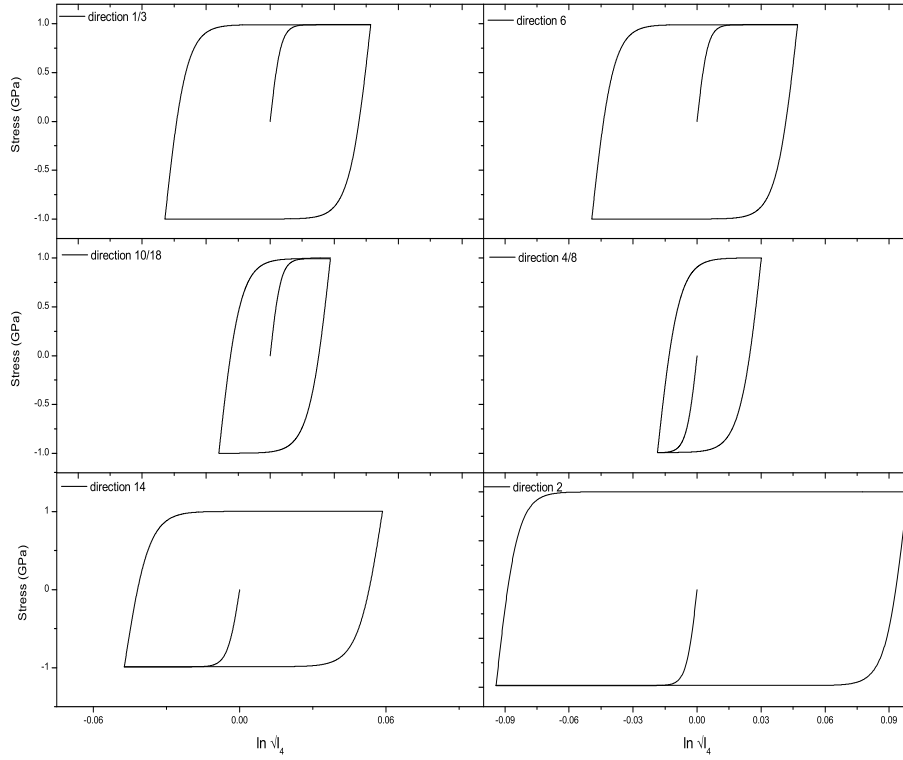 direction 1/3
direction 6
1.0
0.5
0.0
-0.5
-1.0
Stress (GPa)
direction 10/18
direction 4/8
1.0
0.5
0.0
-0.5
-1.0
Stress (GPa)
direction 14
direction 2
1
0
-1
Stress (GPa)
-0.06 0.00 0.06
-0.09 -0.06 -0.03 0.00 0.03 0.06 0.09
ln √I₄
ln √I₄